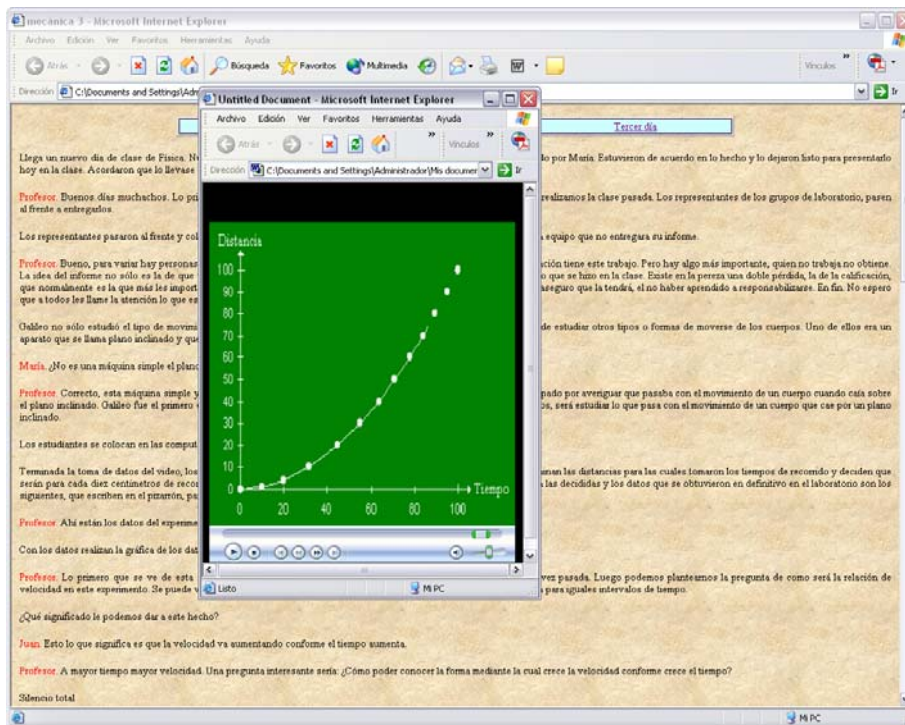 mecánica 3 - Microsoft Internet Explorer
Archivo Edición Ver Favoritos Herramientas Ayuda
Atrás Búsqueda Favoritos Multimedia Vínculos »
Dirección C:\Documents and Settings\Adm Ir
Tercer día
Untitled Document - Microsoft Internet Explorer
Archivo Edición Ver Favoritos Herramientas Ayuda
Atrás » Vínculos »
Dirección C:\Documents and Settings\Administrador\Mis documer Ir
Distancia
100
90
80
70
60
50
40
30
20
10
0
Tiempo
0 20 40 60 80 100
Listo Mi PC
Llega un nuevo día de clase de Física. lo por María. Estuvieron de acuerdo en lo hecho y lo dejaron listo para presentarlo
hoy en la clase. Acordaron que lo llevase
Profesor. Buenos días muchachos. Lo realizamos la clase pasada. Los representantes de los grupos de laboratorio, pasen
al frente a entregarlos.
Los representantes pasaron al frente y equipo que no entregara su informe.
Profesor. Bueno, para variar hay personas ción tiene este trabajo. Pero hay algo más importante, quien no trabaja no obtiene.
La idea del informe no sólo es la de que o que se hizo en la clase. Existe en la pereza una doble pérdida, la de la calificación,
que normalmente es la que más les import aseguro que la tendrá, el no haber aprendido a responsabilizarse. En fin. No espero
que a todos les llame la atención lo que es
Galileo no sólo estudió el tipo de movimi de estudiar otros tipos o formas de moverse de los cuerpos. Uno de ellos era un
aparato que se llama plano inclinado y que
María. ¿No es una máquina simple el plano
Profesor. Correcto, esta máquina simple y pado por averiguar que pasaba con el movimiento de un cuerpo cuando caía sobre
el plano inclinado. Galileo fue el primero os, será estudiar lo que pasa con el movimiento de un cuerpo que cae por un plano
inclinado.
Los estudiantes se colocan en las comput
Terminada la toma de datos del video, los inan las distancias para las cuales tomaron los tiempos de recorrido y deciden que
serán para cada diez centímetros de recor a las decididas y los datos que se obtuvieron en definitivo en el laboratorio son los
siguientes, que escriben en el pizarrón, pa
Profesor. Ahí están los datos del experime
Con los datos realizan la gráfica de los dat
Profesor. Lo primero que se ve de esta vez pasada. Luego podemos plantearnos la pregunta de como será la relación de
velocidad en este experimento. Se puede v para iguales intervalos de tiempo.
¿Qué significado le podemos dar a este hecho?
Juan. Esto lo que significa es que la velocidad va aumentando conforme el tiempo aumenta.
Profesor. A mayor tiempo mayor velocidad. Una pregunta interesante sería: ¿Cómo poder conocer la forma mediante la cual crece la velocidad conforme crece el tiempo?
Silencio total
Mi PC